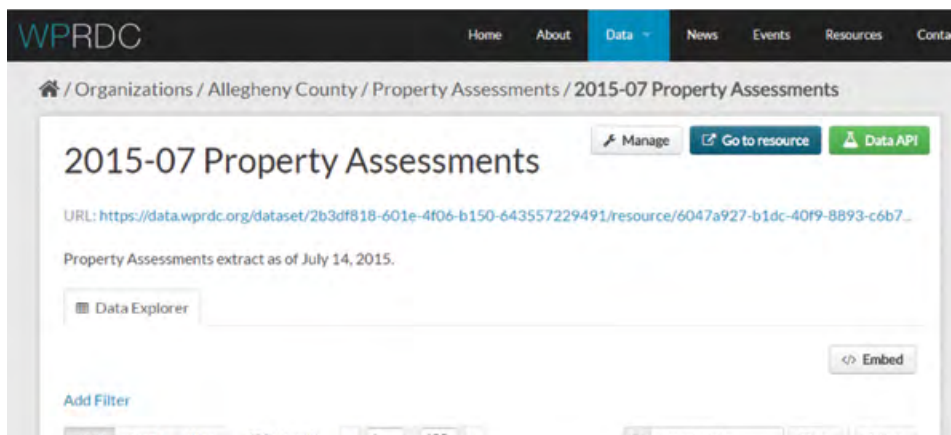 WPRDC
Home About Data News Events Resources Conta
/ Organizations / Allegheny County / Property Assessments / 2015-07 Property Assessments
Manage Go to resource Data API
2015-07 Property Assessments
URL: https://data.wprdc.org/dataset/2b3df818-601e-4f06-b150-643557229491/resource/6047a927-b1dc-40f9-8893-c6b7...
Property Assessments extract as of July 14, 2015.
Data Explorer
</> Embed
Add Filter